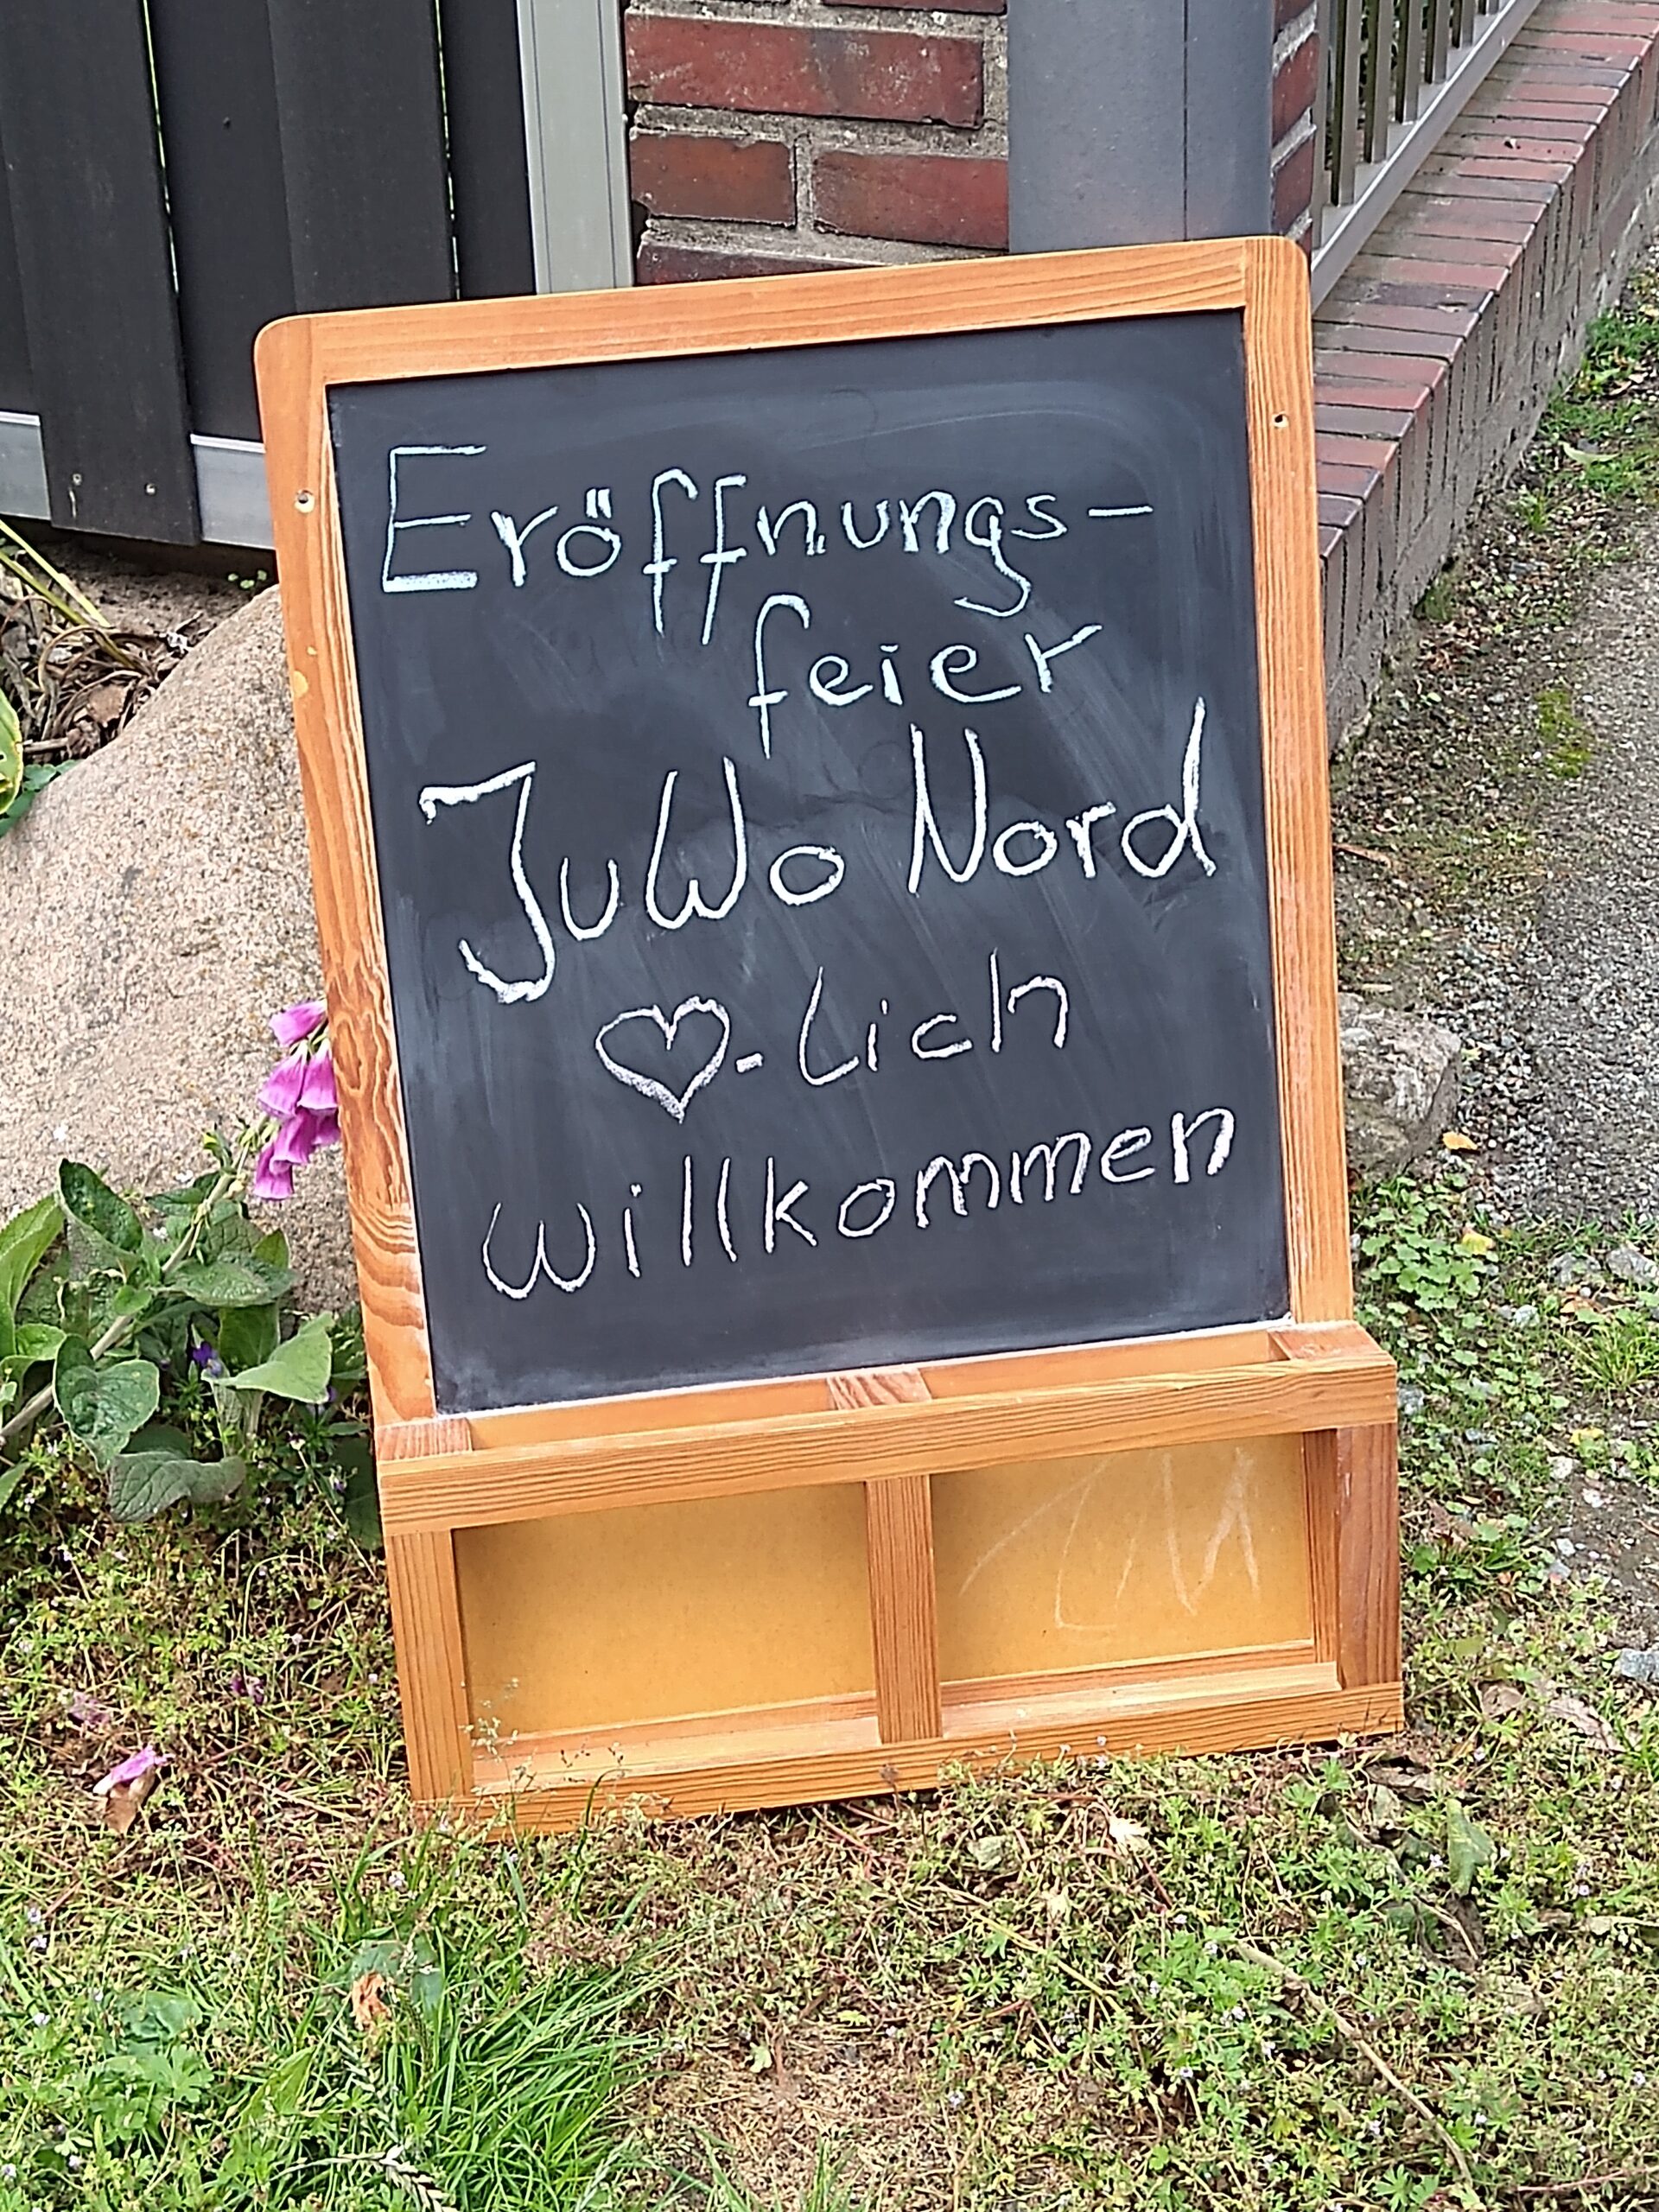 Eröffnungs-
feier
JuWo Nord
♡-Lich
willkommen